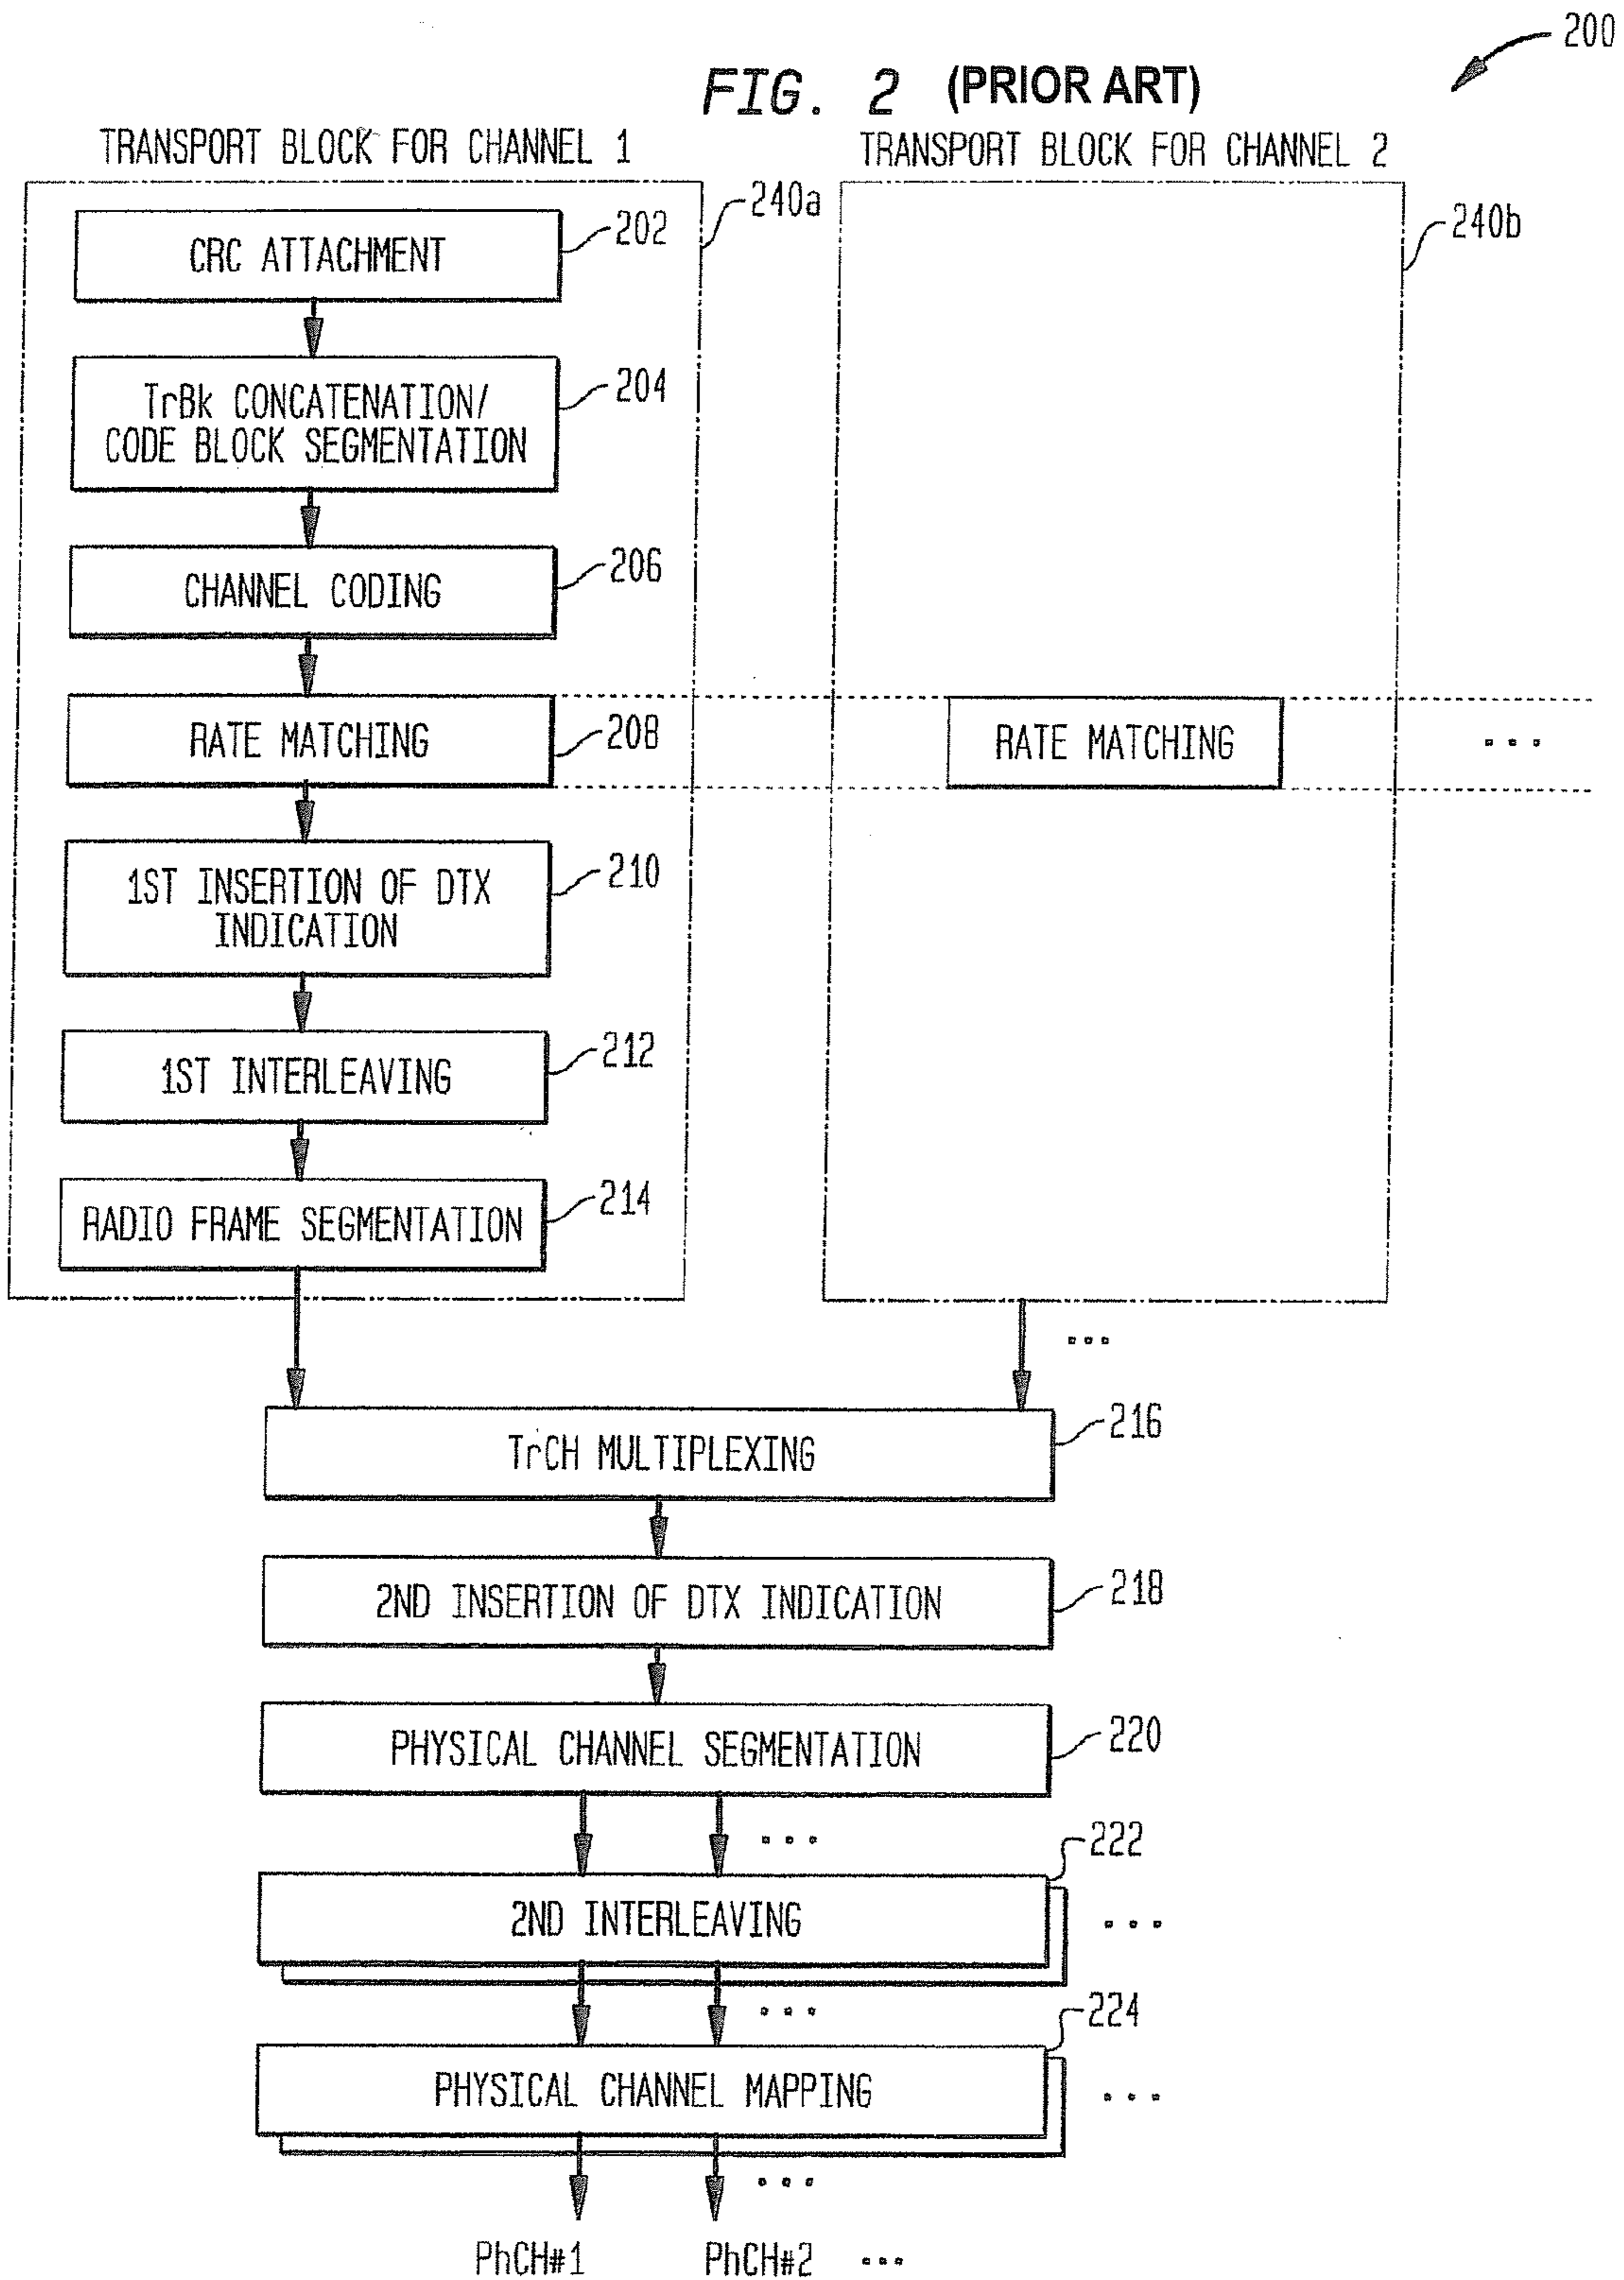 200
FIG. 2 (PRIOR ART)
TRANSPORT BLOCK FOR CHANNEL 1
TRANSPORT BLOCK FOR CHANNEL 2
240a
240b
CRC ATTACHMENT
202
TrBk CONCATENATION/
CODE BLOCK SEGMENTATION
204
CHANNEL CODING
206
RATE MATCHING
208
RATE MATCHING
...
1ST INSERTION OF DTX
INDICATION
210
1ST INTERLEAVING
212
RADIO FRAME SEGMENTATION
214
...
TrCH MULTIPLEXING
216
2ND INSERTION OF DTX INDICATION
218
PHYSICAL CHANNEL SEGMENTATION
220
...
222
2ND INTERLEAVING
...
...
224
PHYSICAL CHANNEL MAPPING
...
...
PhCH#1
PhCH#2
...